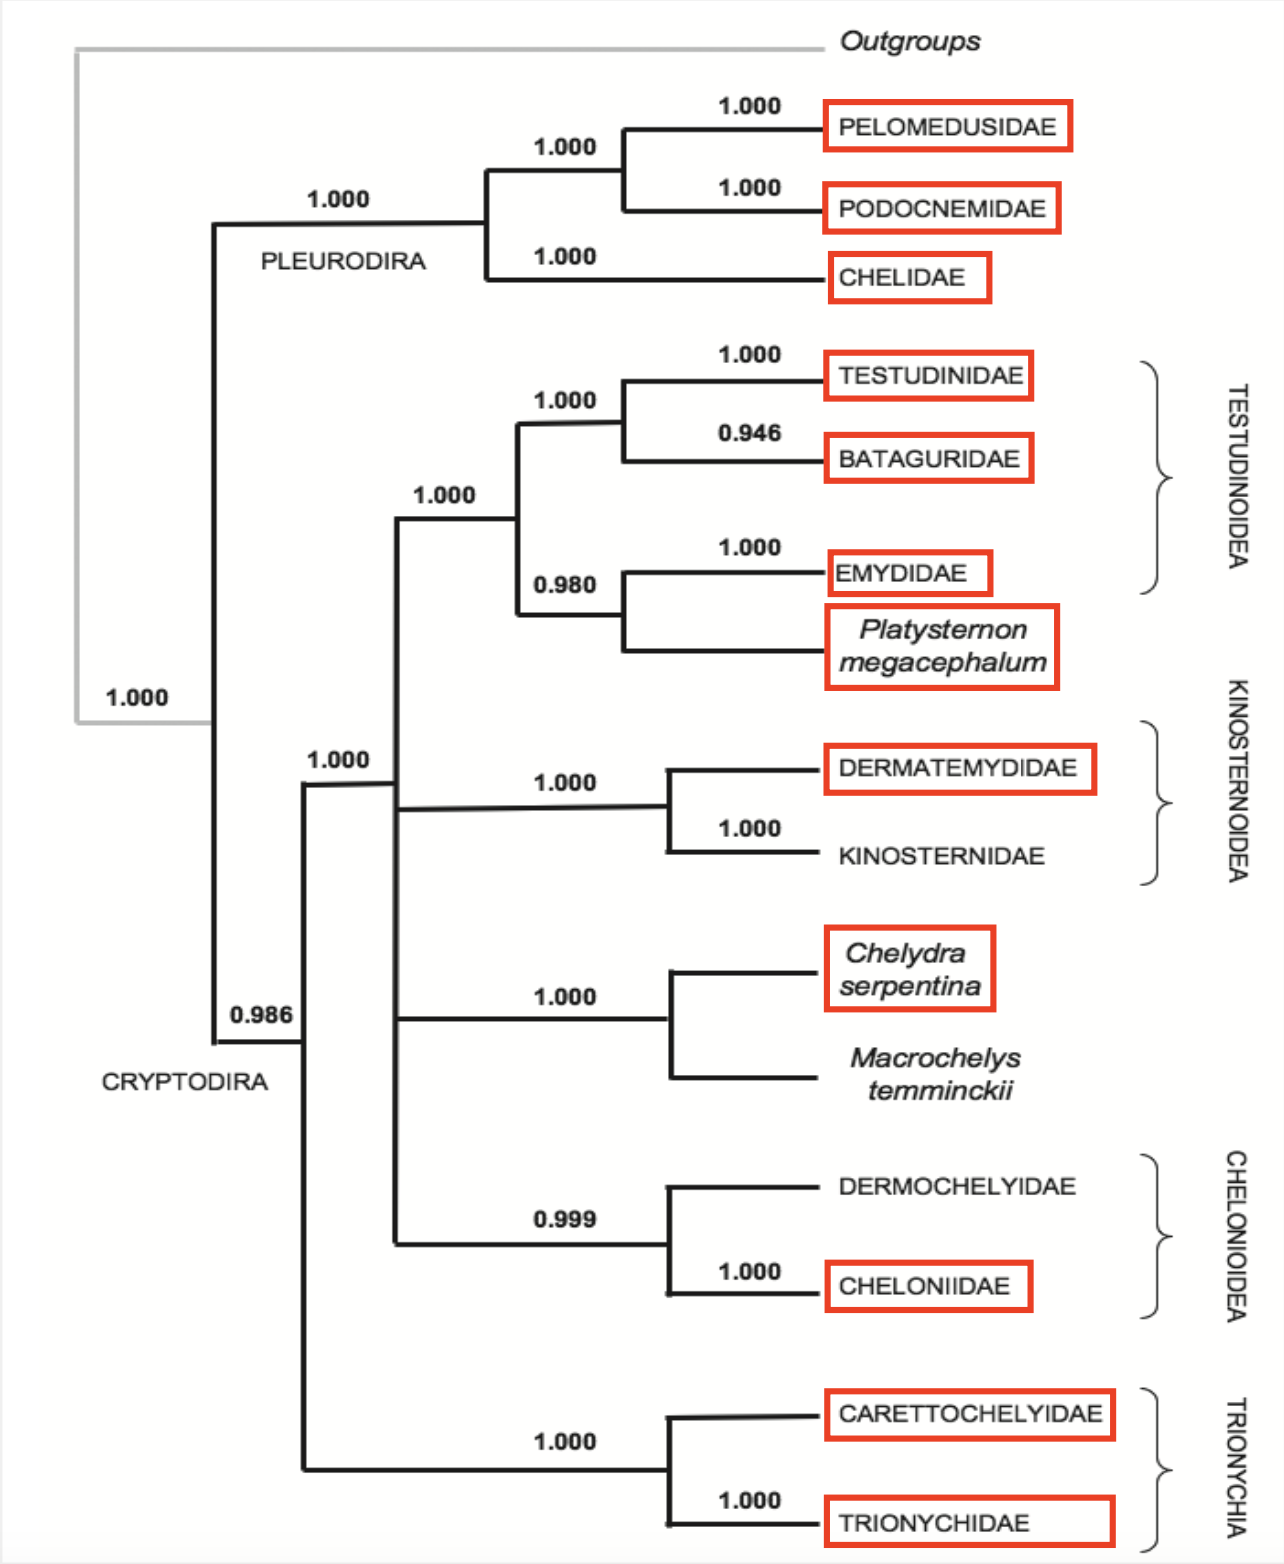 Outgroups
1.000
PELOMEDUSIDAE
1.000
1.000
PODOCNEMIDAE
1.000
PLEURODIRA
1.000
CHELIDAE
1.000
TESTUDINIDAE
1.000
0.946
BATAGURIDAE
1.000
1.000
EMYDIDAE
0.980
Platysternon
megacephalum
TESTUDINOIDEA
1.000
1.000
DERMATEMYDIDAE
1.000
1.000
KINOSTERNIDAE
KINOSTERNOIDEA
Chelydra
serpentina
1.000
0.986
CRYPTODIRA
Macrochelys
temminckii
DERMOCHELYIDAE
0.999
1.000
CHELONIIDAE
CHELONIOIDEA
CARETTOCHELYIDAE
1.000
1.000
TRIONYCHIDAE
TRIONYCHIA